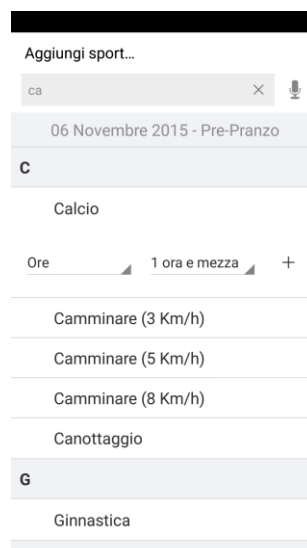 Aggiungi sport…
ca
06 Novembre 2015 - Pre-Pranzo
C
Calcio
Ore 1 ora e mezza
Camminare (3 Km/h)
Camminare (5 Km/h)
Camminare (8 Km/h)
Canottaggio
G
Ginnastica